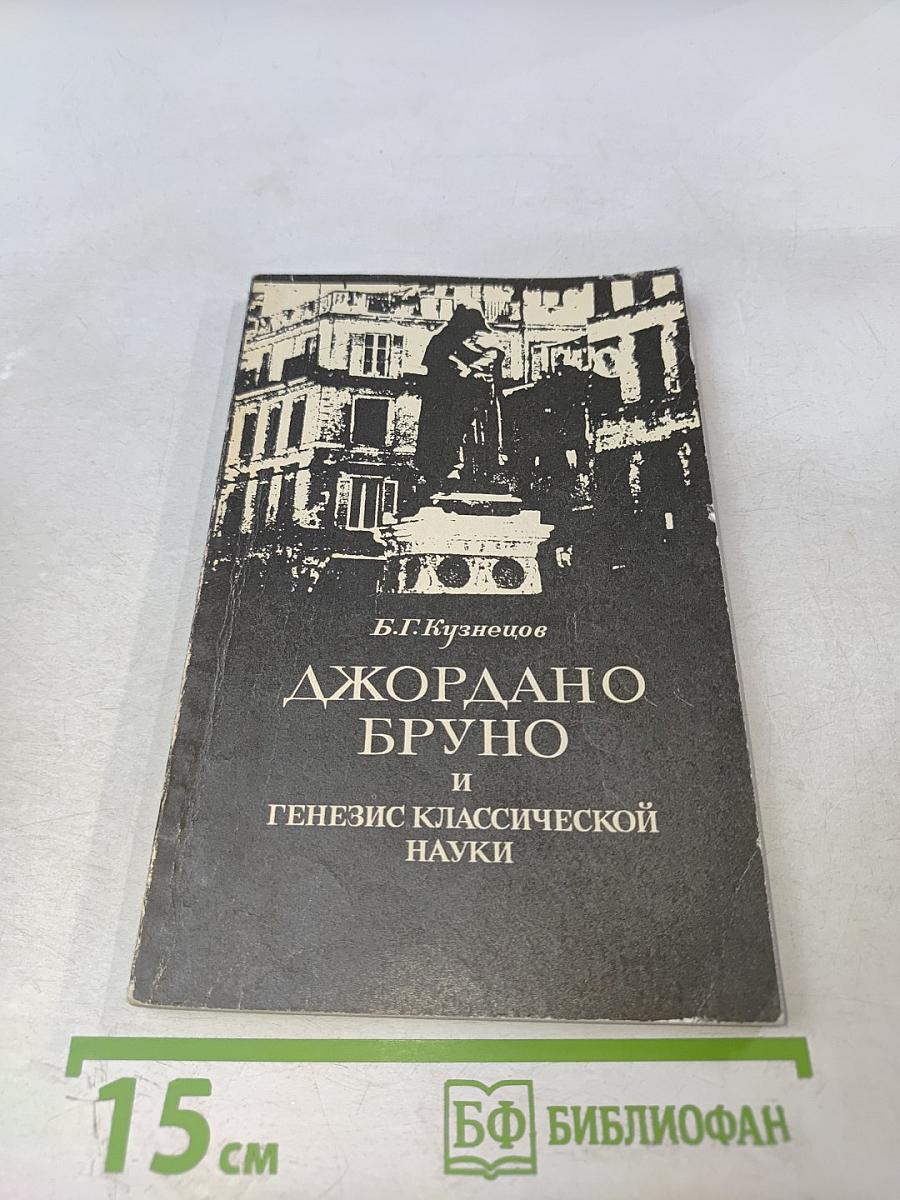 Б.Г.Кузнецов
ДЖОРДАНО
БРУНО
И
ГЕНЕЗИС КЛАССИЧЕСКОЙ
НАУКИ
15 см
БФ БИБЛИОФАН